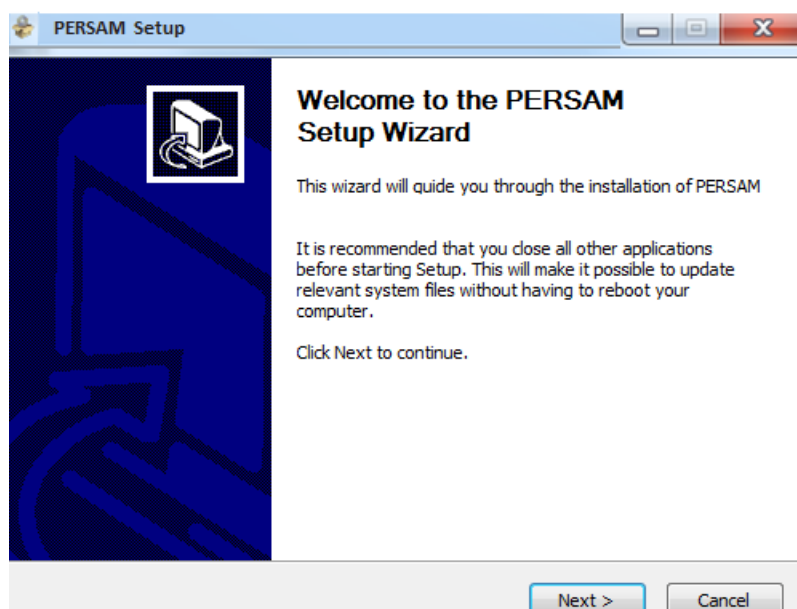 PERSAM Setup
Welcome to the PERSAM
Setup Wizard
This wizard will guide you through the installation of PERSAM
It is recommended that you close all other applications
before starting Setup. This will make it possible to update
relevant system files without having to reboot your
computer.
Click Next to continue.
Next >
Cancel